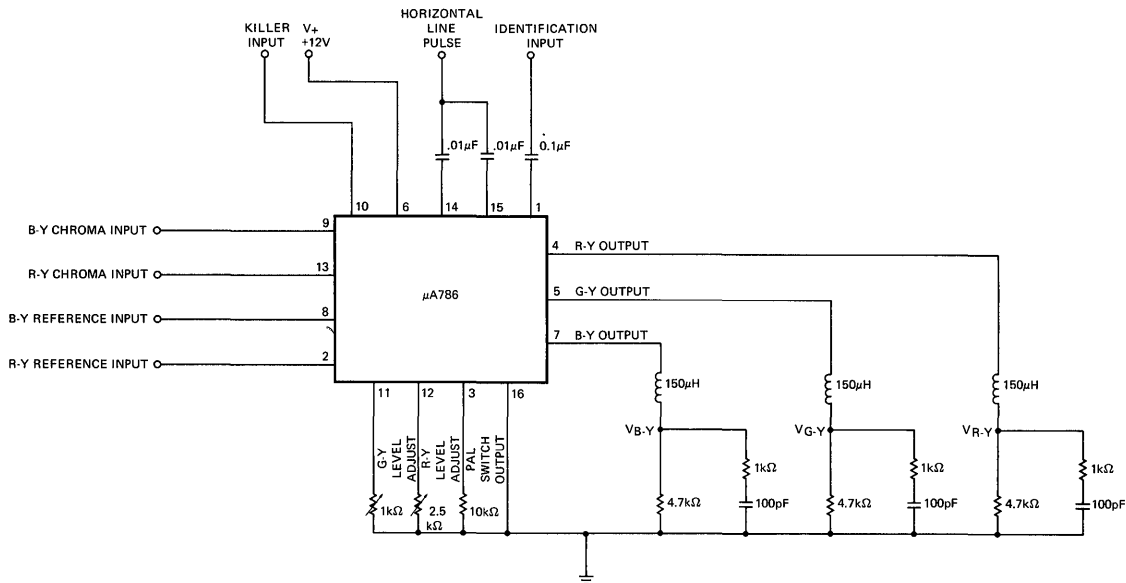 HORIZONTAL
LINE
PULSE
KILLER
INPUT
V+
+12V
IDENTIFICATION
INPUT
.01μF
.01μF
0.1μF
10
6
14
15
1
B-Y CHROMA INPUT
9
R-Y CHROMA INPUT
13
B-Y REFERENCE INPUT
8
R-Y REFERENCE INPUT
2
μA786
4
R-Y OUTPUT
5
G-Y OUTPUT
7
B-Y OUTPUT
11
12
3
16
G-Y
LEVEL
ADJUST
R-Y
LEVEL
ADJUST
PAL
SWITCH
OUTPUT
1kΩ
2.5
kΩ
10kΩ
150μH
150μH
150μH
VB-Y
VG-Y
VR-Y
1kΩ
1kΩ
1kΩ
4.7kΩ
100pF
4.7kΩ
100pF
4.7kΩ
100pF